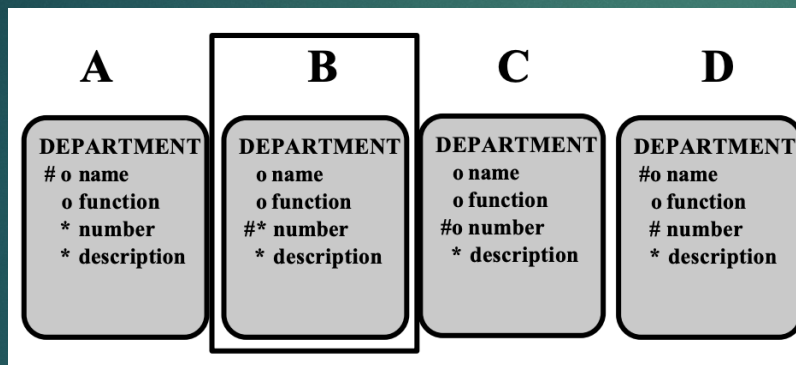 A
B
C
D
DEPARTMENT
# o name
o function
* number
* description
DEPARTMENT
o name
o function
#* number
* description
DEPARTMENT
o name
o function
#o number
* description
DEPARTMENT
#o name
o function
# number
* description